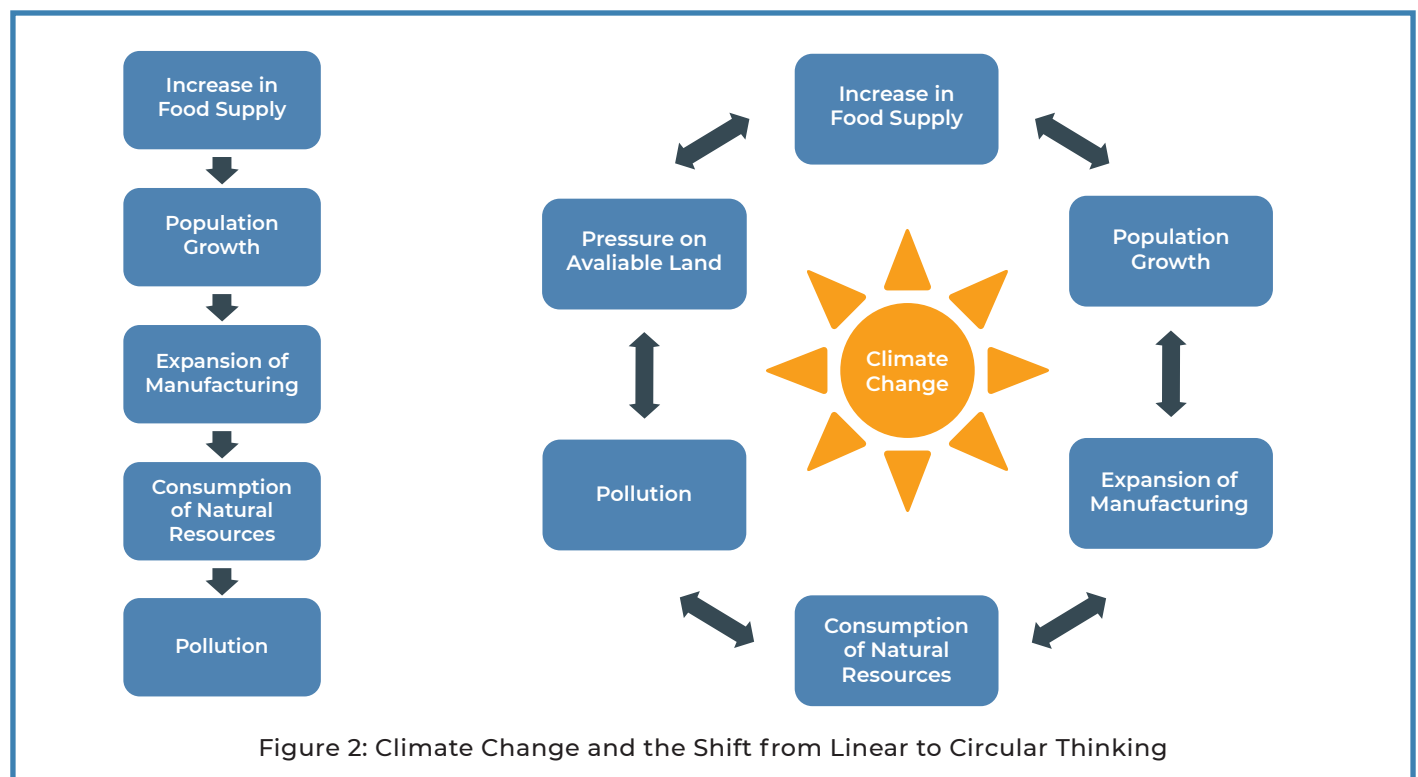 Increase in
Food Supply
Population
Growth
Expansion of
Manufacturing
Consumption
of Natural
Resources
Pollution
Increase in
Food Supply
Population
Growth
Expansion of
Manufacturing
Consumption
of Natural
Resources
Pollution
Pressure on
Avaliable Land
Climate
Change
Figure 2: Climate Change and the Shift from Linear to Circular Thinking